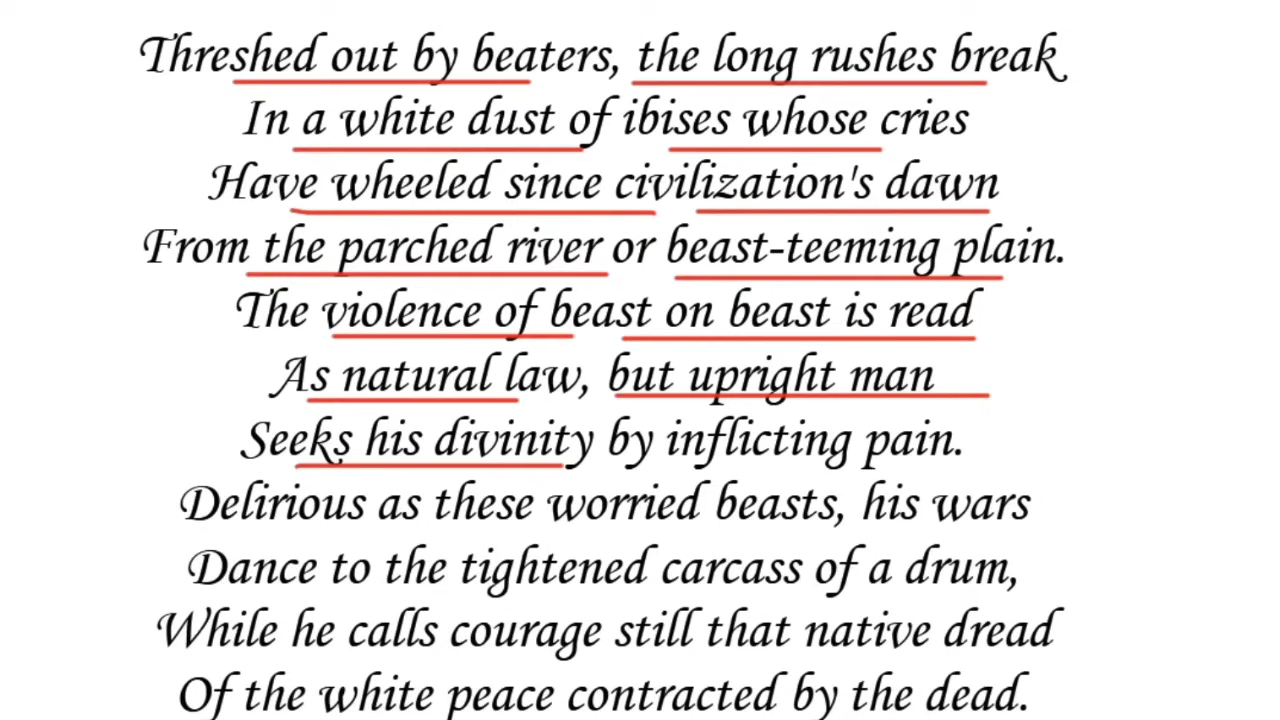 Threshed out by beaters, the long rushes break
In a white dust of ibises whose cries
Have wheeled since civilization's dawn
From the parched river or beast-teeming plain.
The violence of beast on beast is read
As natural law, but upright man
Seeks his divinity by inflicting pain.
Delirious as these worried beasts, his wars
Dance to the tightened carcass of a drum,
While he calls courage still that native dread
Of the white peace contracted by the dead.